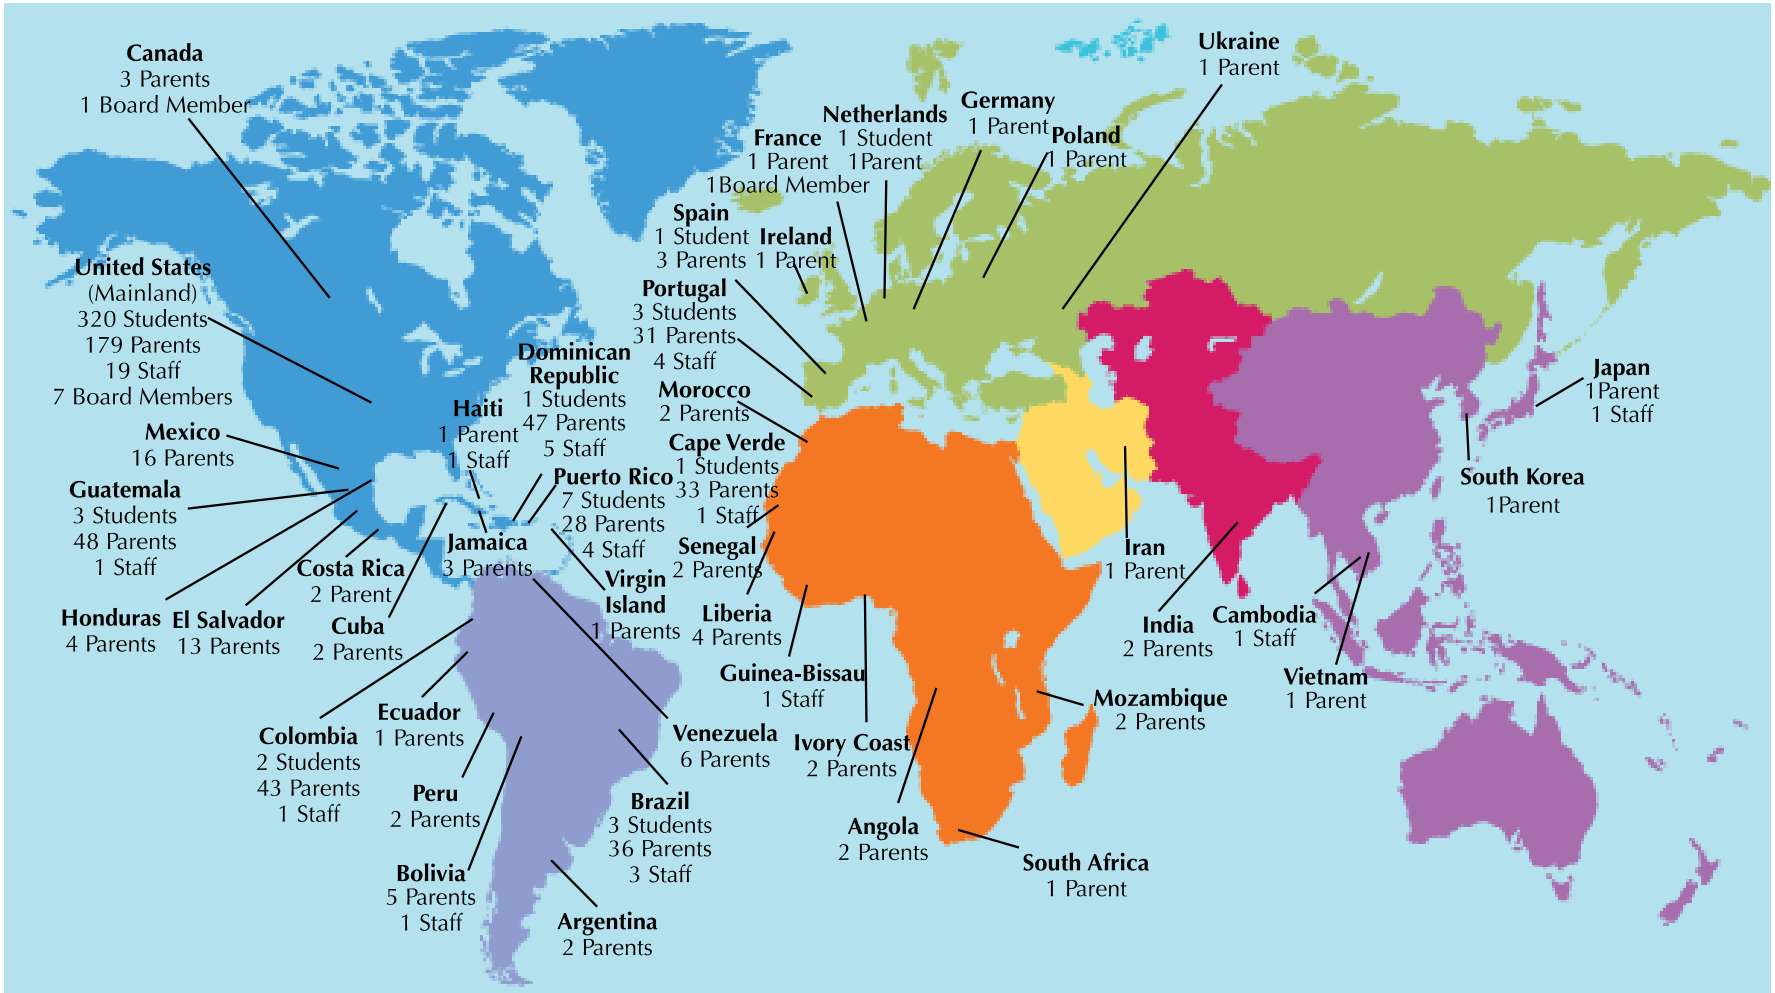 Canada
3 Parents
1 Board Member
Ukraine
1 Parent
Germany
1 Parent
Netherlands
1 Student
1Parent
France
1 Parent
1Board Member
Poland
1 Parent
Spain
1 Student
3 Parents
Ireland
1 Parent
United States
(Mainland)
320 Students
179 Parents
19 Staff
7 Board Members
Portugal
3 Students
31 Parents
4 Staff
Dominican
Republic
1 Students
47 Parents
5 Staff
Haiti
1 Parent
1 Staff
Morocco
2 Parents
Japan
1Parent
1 Staff
Mexico
16 Parents
Cape Verde
1 Students
33 Parents
1 Staff
Puerto Rico
7 Students
28 Parents
4 Staff
South Korea
1Parent
Guatemala
3 Students
48 Parents
1 Staff
Jamaica
3 Parents
Senegal
2 Parents
Iran
1 Parent
Costa Rica
2 Parent
Virgin
Island
1 Parents
Honduras
4 Parents
El Salvador
13 Parents
Cuba
2 Parents
Liberia
4 Parents
India
2 Parents
Cambodia
1 Staff
Guinea-Bissau
1 Staff
Vietnam
1 Parent
Mozambique
2 Parents
Ecuador
1 Parents
Colombia
2 Students
43 Parents
1 Staff
Venezuela
6 Parents
Ivory Coast
2 Parents
Peru
2 Parents
Brazil
3 Students
36 Parents
3 Staff
Angola
2 Parents
South Africa
1 Parent
Bolivia
5 Parents
1 Staff
Argentina
2 Parents